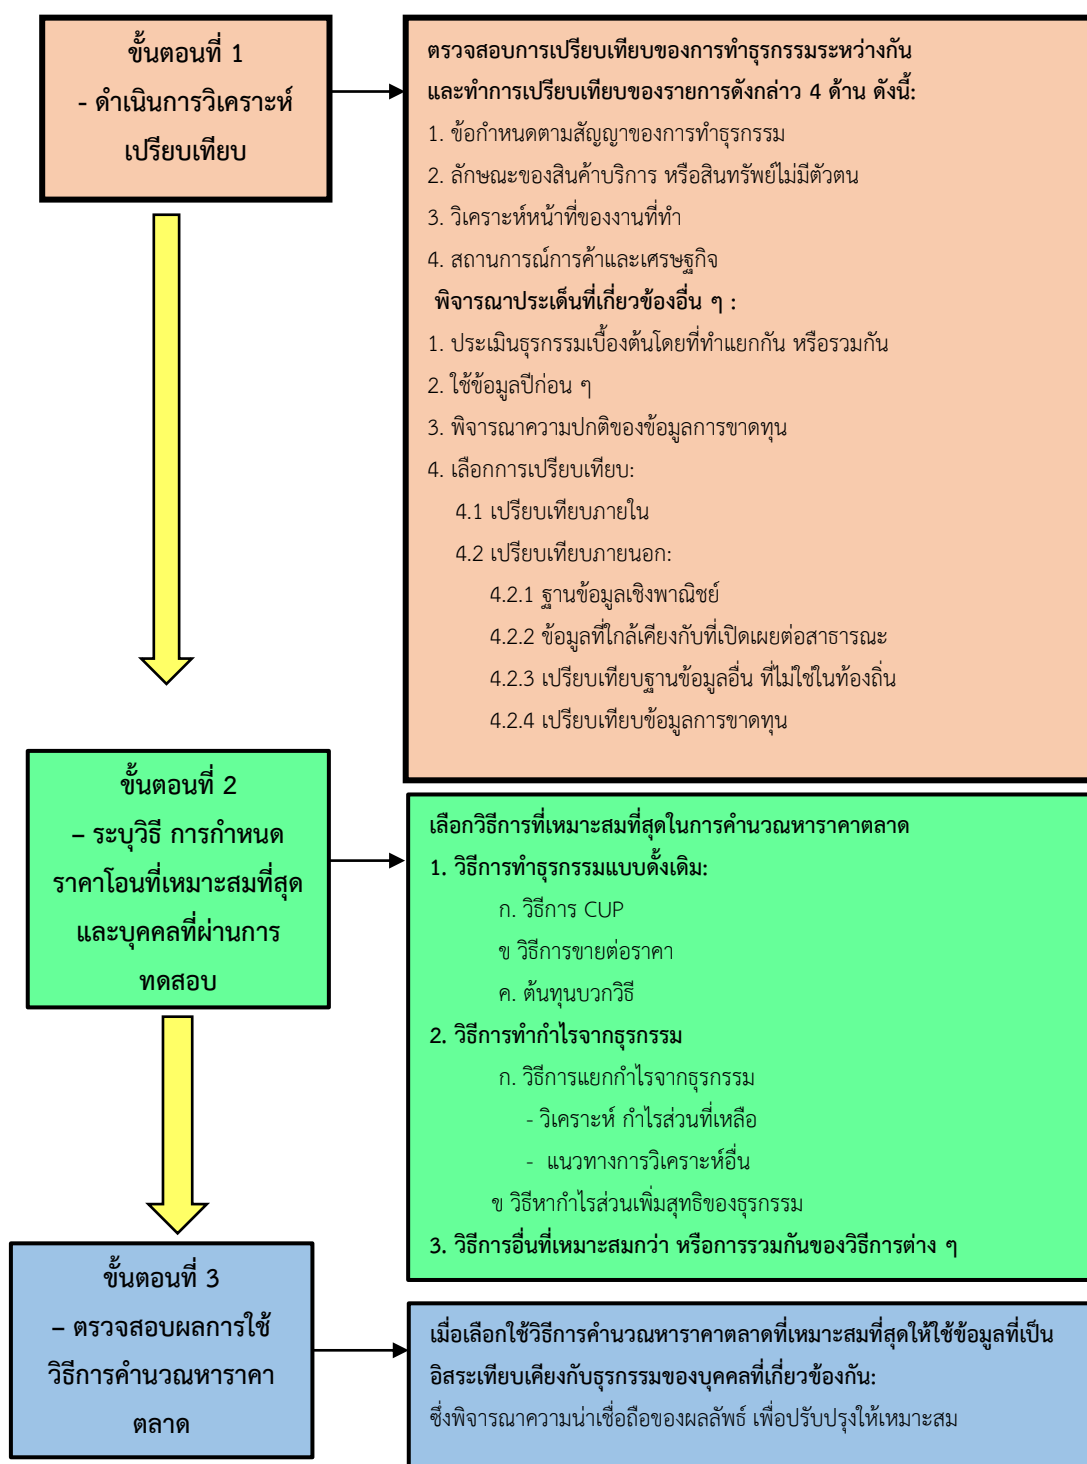 ขั้นตอนที่ 1
- ดำเนินการวิเคราะห์
เปรียบเทียบ
ตรวจสอบการเปรียบเทียบของการทำธุรกรรมระหว่างกัน
และทำการเปรียบเทียบของรายการดังกล่าว 4 ด้าน ดังนี้:
1. ข้อกำหนดตามสัญญาของการทำธุรกรรม
2. ลักษณะของสินค้าบริการ หรือสินทรัพย์ไม่มีตัวตน
3. วิเคราะห์หน้าที่ของงานที่ทำ
4. สถานการณ์การค้าและเศรษฐกิจ
พิจารณาประเด็นที่เกี่ยวข้องอื่น ๆ :
1. ประเมินธุรกรรมเบื้องต้นโดยที่ทำแยกกัน หรือรวมกัน
2. ใช้ข้อมูลปีก่อน ๆ
3. พิจารณาความปกติของข้อมูลการขาดทุน
4. เลือกการเปรียบเทียบ:
4.1 เปรียบเทียบภายใน
4.2 เปรียบเทียบภายนอก:
4.2.1 ฐานข้อมูลเชิงพาณิชย์
4.2.2 ข้อมูลที่ใกล้เคียงกับที่เปิดเผยต่อสาธารณะ
4.2.3 เปรียบเทียบฐานข้อมูลอื่น ที่ไม่ใช่ในท้องถิ่น
4.2.4 เปรียบเทียบข้อมูลการขาดทุน
ขั้นตอนที่ 2
– ระบุวิธี การกำหนด
ราคาโอนที่เหมาะสมที่สุด
และบุคคลที่ผ่านการ
ทดสอบ
เลือกวิธีการที่เหมาะสมที่สุดในการคำนวณหาราคาตลาด
1. วิธีการทำธุรกรรมแบบดั้งเดิม:
ก. วิธีการ CUP
ข วิธีการขายต่อราคา
ค. ต้นทุนบวกวิธี
2. วิธีการทำกำไรจากธุรกรรม
ก. วิธีการแยกกำไรจากธุรกรรม
- วิเคราะห์ กำไรส่วนที่เหลือ
- แนวทางการวิเคราะห์อื่น
ข วิธีหากำไรส่วนเพิ่มสุทธิของธุรกรรม
3. วิธีการอื่นที่เหมาะสมกว่า หรือการรวมกันของวิธีการต่าง ๆ
ขั้นตอนที่ 3
– ตรวจสอบผลการใช้
วิธีการคำนวณหาราคา
ตลาด
เมื่อเลือกใช้วิธีการคำนวณหาราคาตลาดที่เหมาะสมที่สุดให้ใช้ข้อมูลที่เป็น
อิสระเทียบเคียงกับธุรกรรมของบุคคลที่เกี่ยวข้องกัน:
ซึ่งพิจารณาความน่าเชื่อถือของผลลัพธ์ เพื่อปรับปรุงให้เหมาะสม